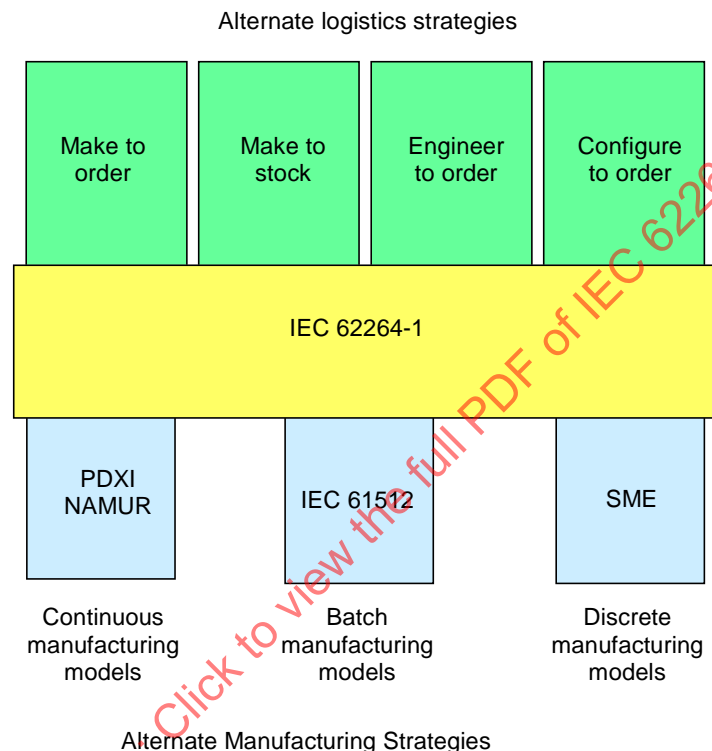 Alternate logistics strategies
Make to
order
Make to
stock
Engineer
to order
Configure
to order
IEC 62264-1
PDXI
NAMUR
IEC 61512
SME
Continuous
manufacturing
models
Batch
manufacturing
models
Discrete
manufacturing
models
Alternate Manufacturing Strategies
Click to view the full PDF of IEC 6226